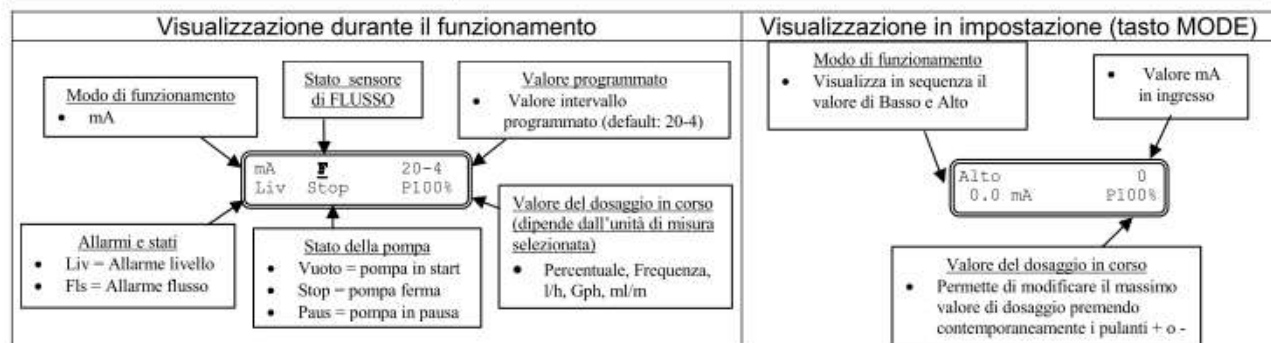 Visualizzazione durante il funzionamento
Modo di funzionamento
• mA
Stato sensore
di FLUSSO
Valore programmato
• Valore intervallo
programmato (default: 20-4)
mA F 20-4
Liv Stop P100%
Allarmi e stati
• Liv = Allarme livello
• Fls = Allarme flusso
Stato della pompa
• Vuoto = pompa in start
• Stop = pompa ferma
• Paus = pompa in pausa
Valore del dosaggio in corso
(dipende dall'unità di misura
selezionata)
• Percentuale, Frequenza,
l/h, Gph, ml/m
Visualizzazione in impostazione (tasto MODE)
Modo di funzionamento
• Visualizza in sequenza il
valore di Basso e Alto
• Valore mA
in ingresso
Alto 0
0.0 mA P100%
Valore del dosaggio in corso
• Permette di modificare il massimo
valore di dosaggio premendo
contemporaneamente i pulanti + o -